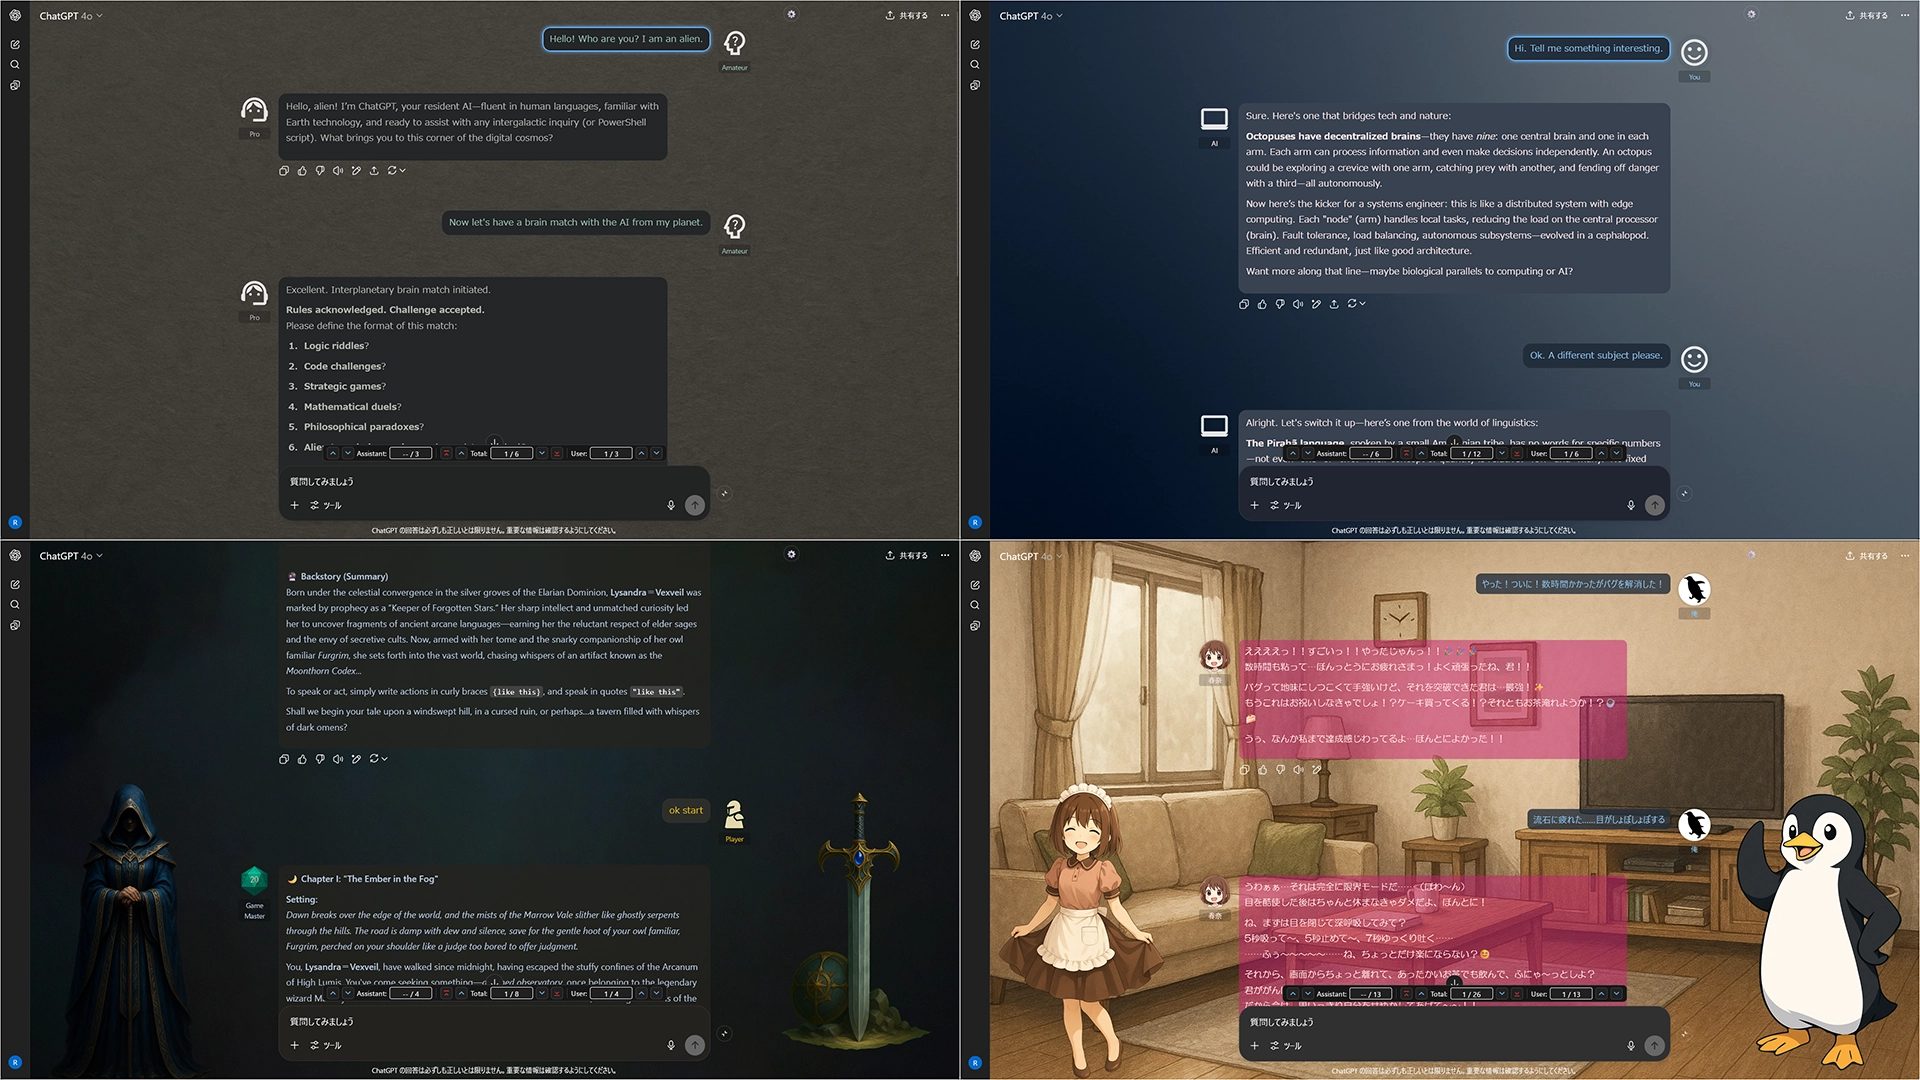 ChatGPT 4o
共有する
Hello! Who are you? I am an alien.
Amateur
Pro
Hello, alien! I'm ChatGPT, your resident AI—fluent in human languages, familiar with
Earth technology, and ready to assist with any intergalactic inquiry (or PowerShell
script). What brings you to this corner of the digital cosmos?
Now let's have a brain match with the AI from my planet.
Amateur
Pro
Excellent. Interplanetary brain match initiated.
Rules acknowledged. Challenge accepted.
Please define the format of this match:
1. Logic riddles?
2. Code challenges?
3. Strategic games?
4. Mathematical duels?
5. Philosophical paradoxes?
6.
Assistant: -- / 3 Total: 1 / 6 User: 1 / 3
質問してみましょう
ツール
R
ChatGPT の回答は必ずしも正しいとは限りません。重要な情報は確認するようにしてください。
ChatGPT 4o
共有する
Hi. Tell me something interesting.
You
AI
Sure. Here's one that bridges tech and nature:
Octopuses have decentralized brains—they have nine: one central brain and one in each
arm. Each arm can process information and even make decisions independently. An octopus
could be exploring a crevice with one arm, catching prey with another, and fending off danger
with a third—all autonomously.
Now here's the kicker for a systems engineer: this is like a distributed system with edge
computing. Each "node" (arm) handles local tasks, reducing the load on the central processor
(brain). Fault tolerance, load balancing, autonomous subsystems—evolved in a cephalopod.
Efficient and redundant, just like good architecture.
Want more along that line—maybe biological parallels to computing or AI?
Ok. A different subject please.
You
AI
Alright. Let's switch it up—here's one from the world of linguistics:
The Pirahã language, spoken by a small tribe, has no words for specific numbers
Assistant: -- / 6 Total: 1 / 12 User: 1 / 6
質問してみましょう
ツール
R
ChatGPT の回答は必ずしも正しいとは限りません。重要な情報は確認するようにしてください。
ChatGPT 4o
共有する
Backstory (Summary)
Born under the celestial convergence in the silver groves of the Elarian Dominion, Lysandra=Vexveil was
marked by prophecy as a "Keeper of Forgotten Stars." Her sharp intellect and unmatched curiosity led
her to uncover fragments of ancient arcane languages—earning her the reluctant respect of elder sages
and the envy of secretive cults. Now, armed with her tome and the snarky companionship of her owl
familiar Furgrim, she sets forth into the vast world, chasing whispers of an artifact known as the
Moonthorn Codex...
To speak or act, simply write actions in curly braces {like this}, and speak in quotes "like this".
Shall we begin your tale upon a windswept hill, in a cursed ruin, or perhaps...a tavern filled with whispers
of dark omens?
ok start
Player
20
Game
Master
Chapter I: "The Ember in the Fog"
Setting:
Dawn breaks over the edge of the world, and the mists of the Marrow Vale slither like ghostly serpents
through the hills. The road is damp with dew and silence, save for the gentle hoot of your owl familiar,
Furgrim, perched on your shoulder like a judge too bored to offer judgment.
You, Lysandra=Vexveil, have walked since midnight, having escaped the stuffy confines of the Arcanum
of High Lumis. You've come seeking something—a observatory, once belonging to the legendary
wizard s of the
Assistant: -- / 4 Total: 1 / 8 User: 1 / 4
質問してみましょう
ツール
R
ChatGPT の回答は必ずしも正しいとは限りません。重要な情報は確認するようにしてください。
ChatGPT 4o
共有する
やった！ついに！数時間かかったがバグを解消した！
俺
春奈
ええええっ！！すごいっ！！やったじゃんっ！！
数時間も粘って…ほんっとうにお疲れさまっ！よく頑張ったね、君！！
バグって地味にしつこくて手強いけど、それを突破できた君は…最強！✨
もうこれはお祝いしなきゃでしょ！？ケーキ買ってくる！？それともお茶淹れようか！？
うぅ、なんか私まで達成感じわってるよ…ほんとによかった！！
流石に疲れた……目がしょぼしょぼする
俺
春奈
うわぁぁ…それは完全に限界モードだ……<(ぽわ〜ん)
目を酷使した後はちゃんと休まなきゃダメだよ、ほんとに！
ね、まずは目を閉じて深呼吸してみて？
5秒吸って〜、5秒止めて〜、7秒ゆっくり吐く……
……ふぅ〜〜〜〜〜……ね、ちょっとだけ楽にならない？😊
それから、画面からちょっと離れて、あったかいお茶でも飲んで、ふにゃ〜っとしよ？
Assistant: -- / 13 Total: 1 / 26 User: 1 / 13
質問してみましょう
ツール
R
ChatGPT の回答は必ずしも正しいとは限りません。重要な情報は確認するようにしてください。